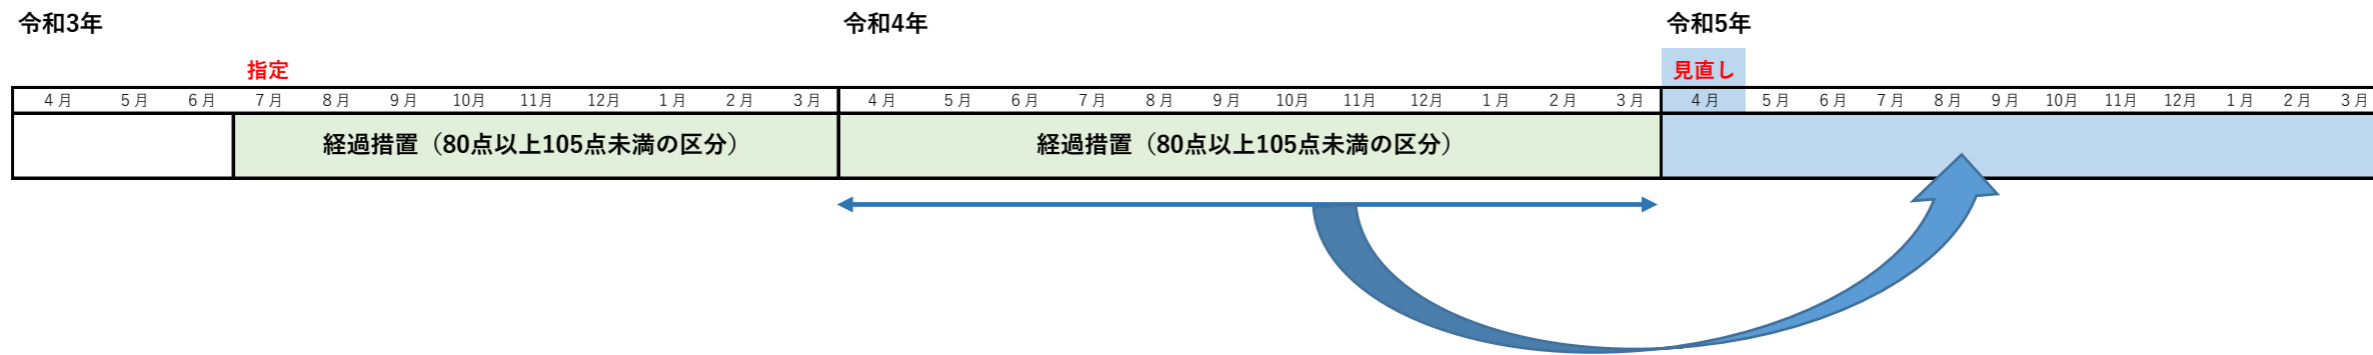 令和3年 令和4年 令和5年
指定 見直し
4月 5月 6月 7月 8月 9月 10月 11月 12月 1月 2月 3月 4月 5月 6月 7月 8月 9月 10月 11月 12月 1月 2月 3月 4月 5月 6月 7月 8月 9月 10月 11月 12月 1月 2月 3月
経過措置（80点以上105点未満の区分） 経過措置（80点以上105点未満の区分）